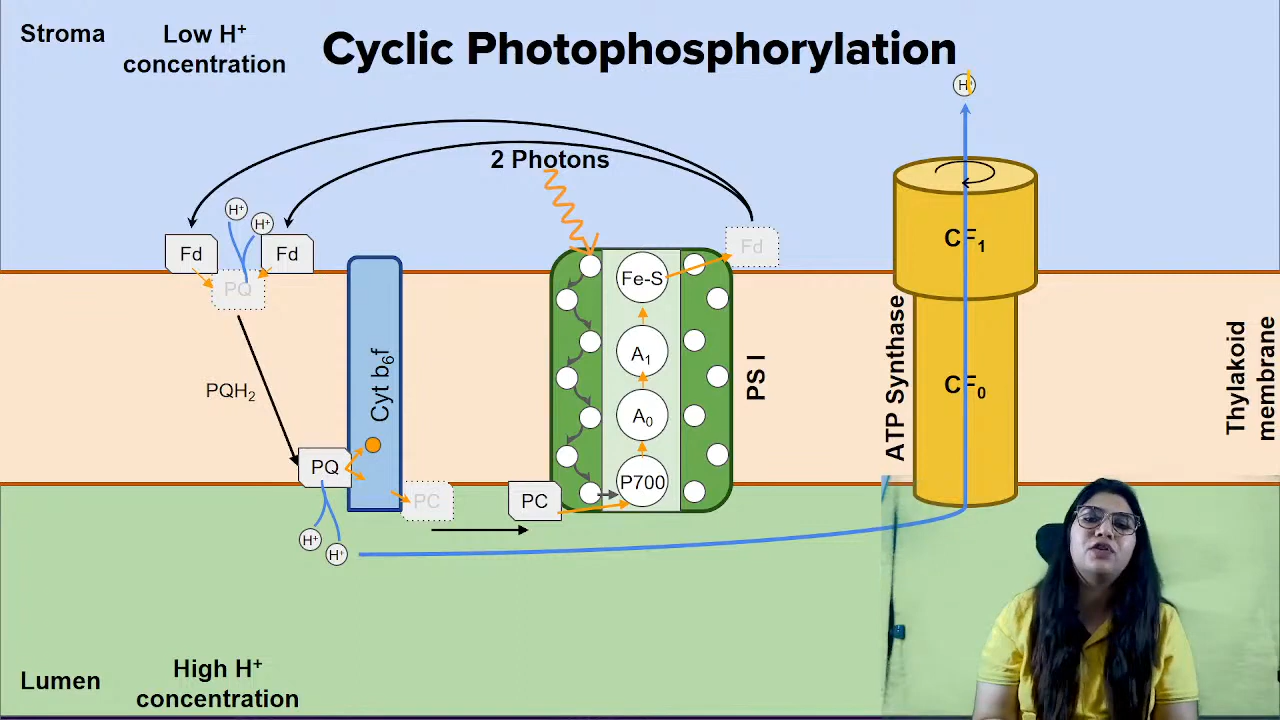 Stroma
Low H⁺
concentration
Cyclic Photophosphorylation
H⁺
2 Photons
H⁺
H⁺
Fd
Fd
Fd
PQ
Fe-S
CF₁
A₁
A₀
P700
PS I
Cyt b₆f
PQH₂
PQ
PC
PC
ATP Synthase
CF₀
Thylakoid
membrane
H⁺
H⁺
Lumen
High H⁺
concentration